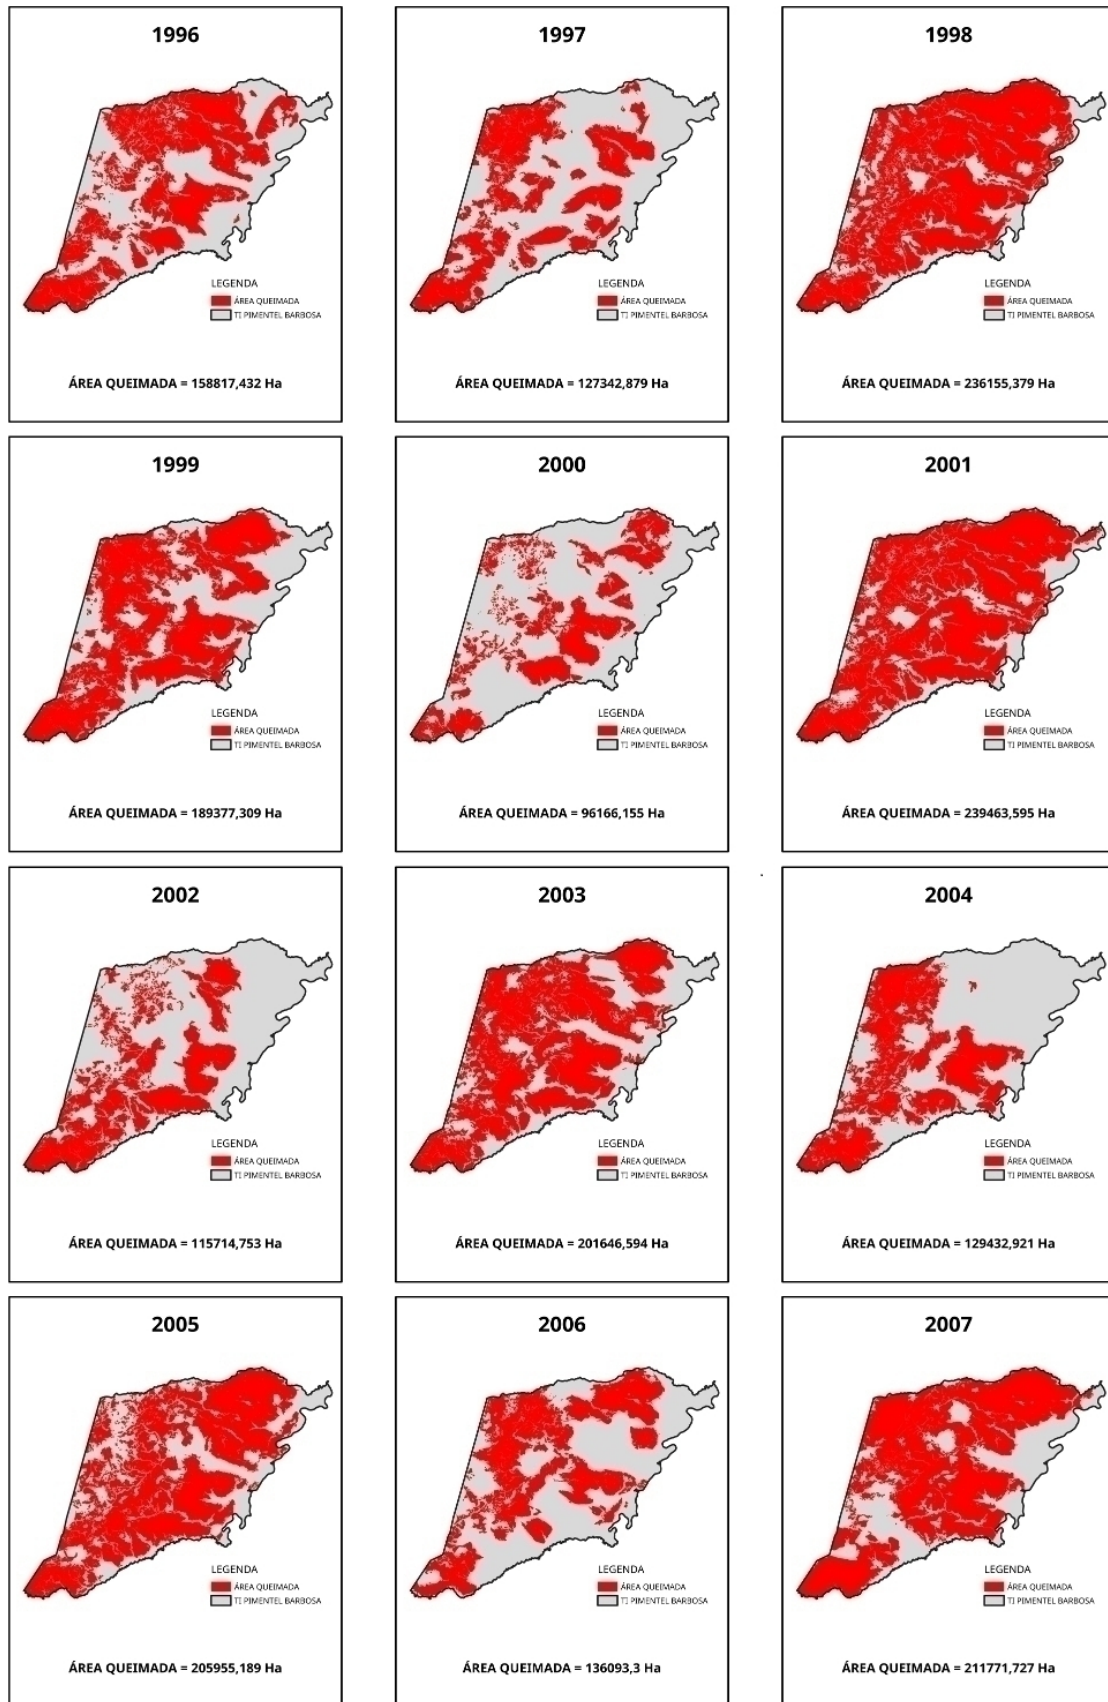 1996
LEGENDA
ÁREA QUEIMADA
TI PIMENTEL BARBOSA
ÁREA QUEIMADA = 158817,432 Ha
1997
LEGENDA
ÁREA QUEIMADA
TI PIMENTEL BARBOSA
ÁREA QUEIMADA = 127342,879 Ha
1998
LEGENDA
ÁREA QUEIMADA
TI PIMENTEL BARBOSA
ÁREA QUEIMADA = 236155,379 Ha
1999
LEGENDA
ÁREA QUEIMADA
TI PIMENTEL BARBOSA
ÁREA QUEIMADA = 189377,309 Ha
2000
LEGENDA
ÁREA QUEIMADA
TI PIMENTEL BARBOSA
ÁREA QUEIMADA = 96166,155 Ha
2001
LEGENDA
ÁREA QUEIMADA
TI PIMENTEL BARBOSA
ÁREA QUEIMADA = 239463,595 Ha
2002
LEGENDA
ÁREA QUEIMADA
TI PIMENTEL BARBOSA
ÁREA QUEIMADA = 115714,753 Ha
2003
LEGENDA
ÁREA QUEIMADA
TI PIMENTEL BARBOSA
ÁREA QUEIMADA = 201646,594 Ha
2004
LEGENDA
ÁREA QUEIMADA
TI PIMENTEL BARBOSA
ÁREA QUEIMADA = 129432,921 Ha
2005
LEGENDA
ÁREA QUEIMADA
TI PIMENTEL BARBOSA
ÁREA QUEIMADA = 205955,189 Ha
2006
LEGENDA
ÁREA QUEIMADA
TI PIMENTEL BARBOSA
ÁREA QUEIMADA = 136093,3 Ha
2007
LEGENDA
ÁREA QUEIMADA
TI PIMENTEL BARBOSA
ÁREA QUEIMADA = 211771,727 Ha